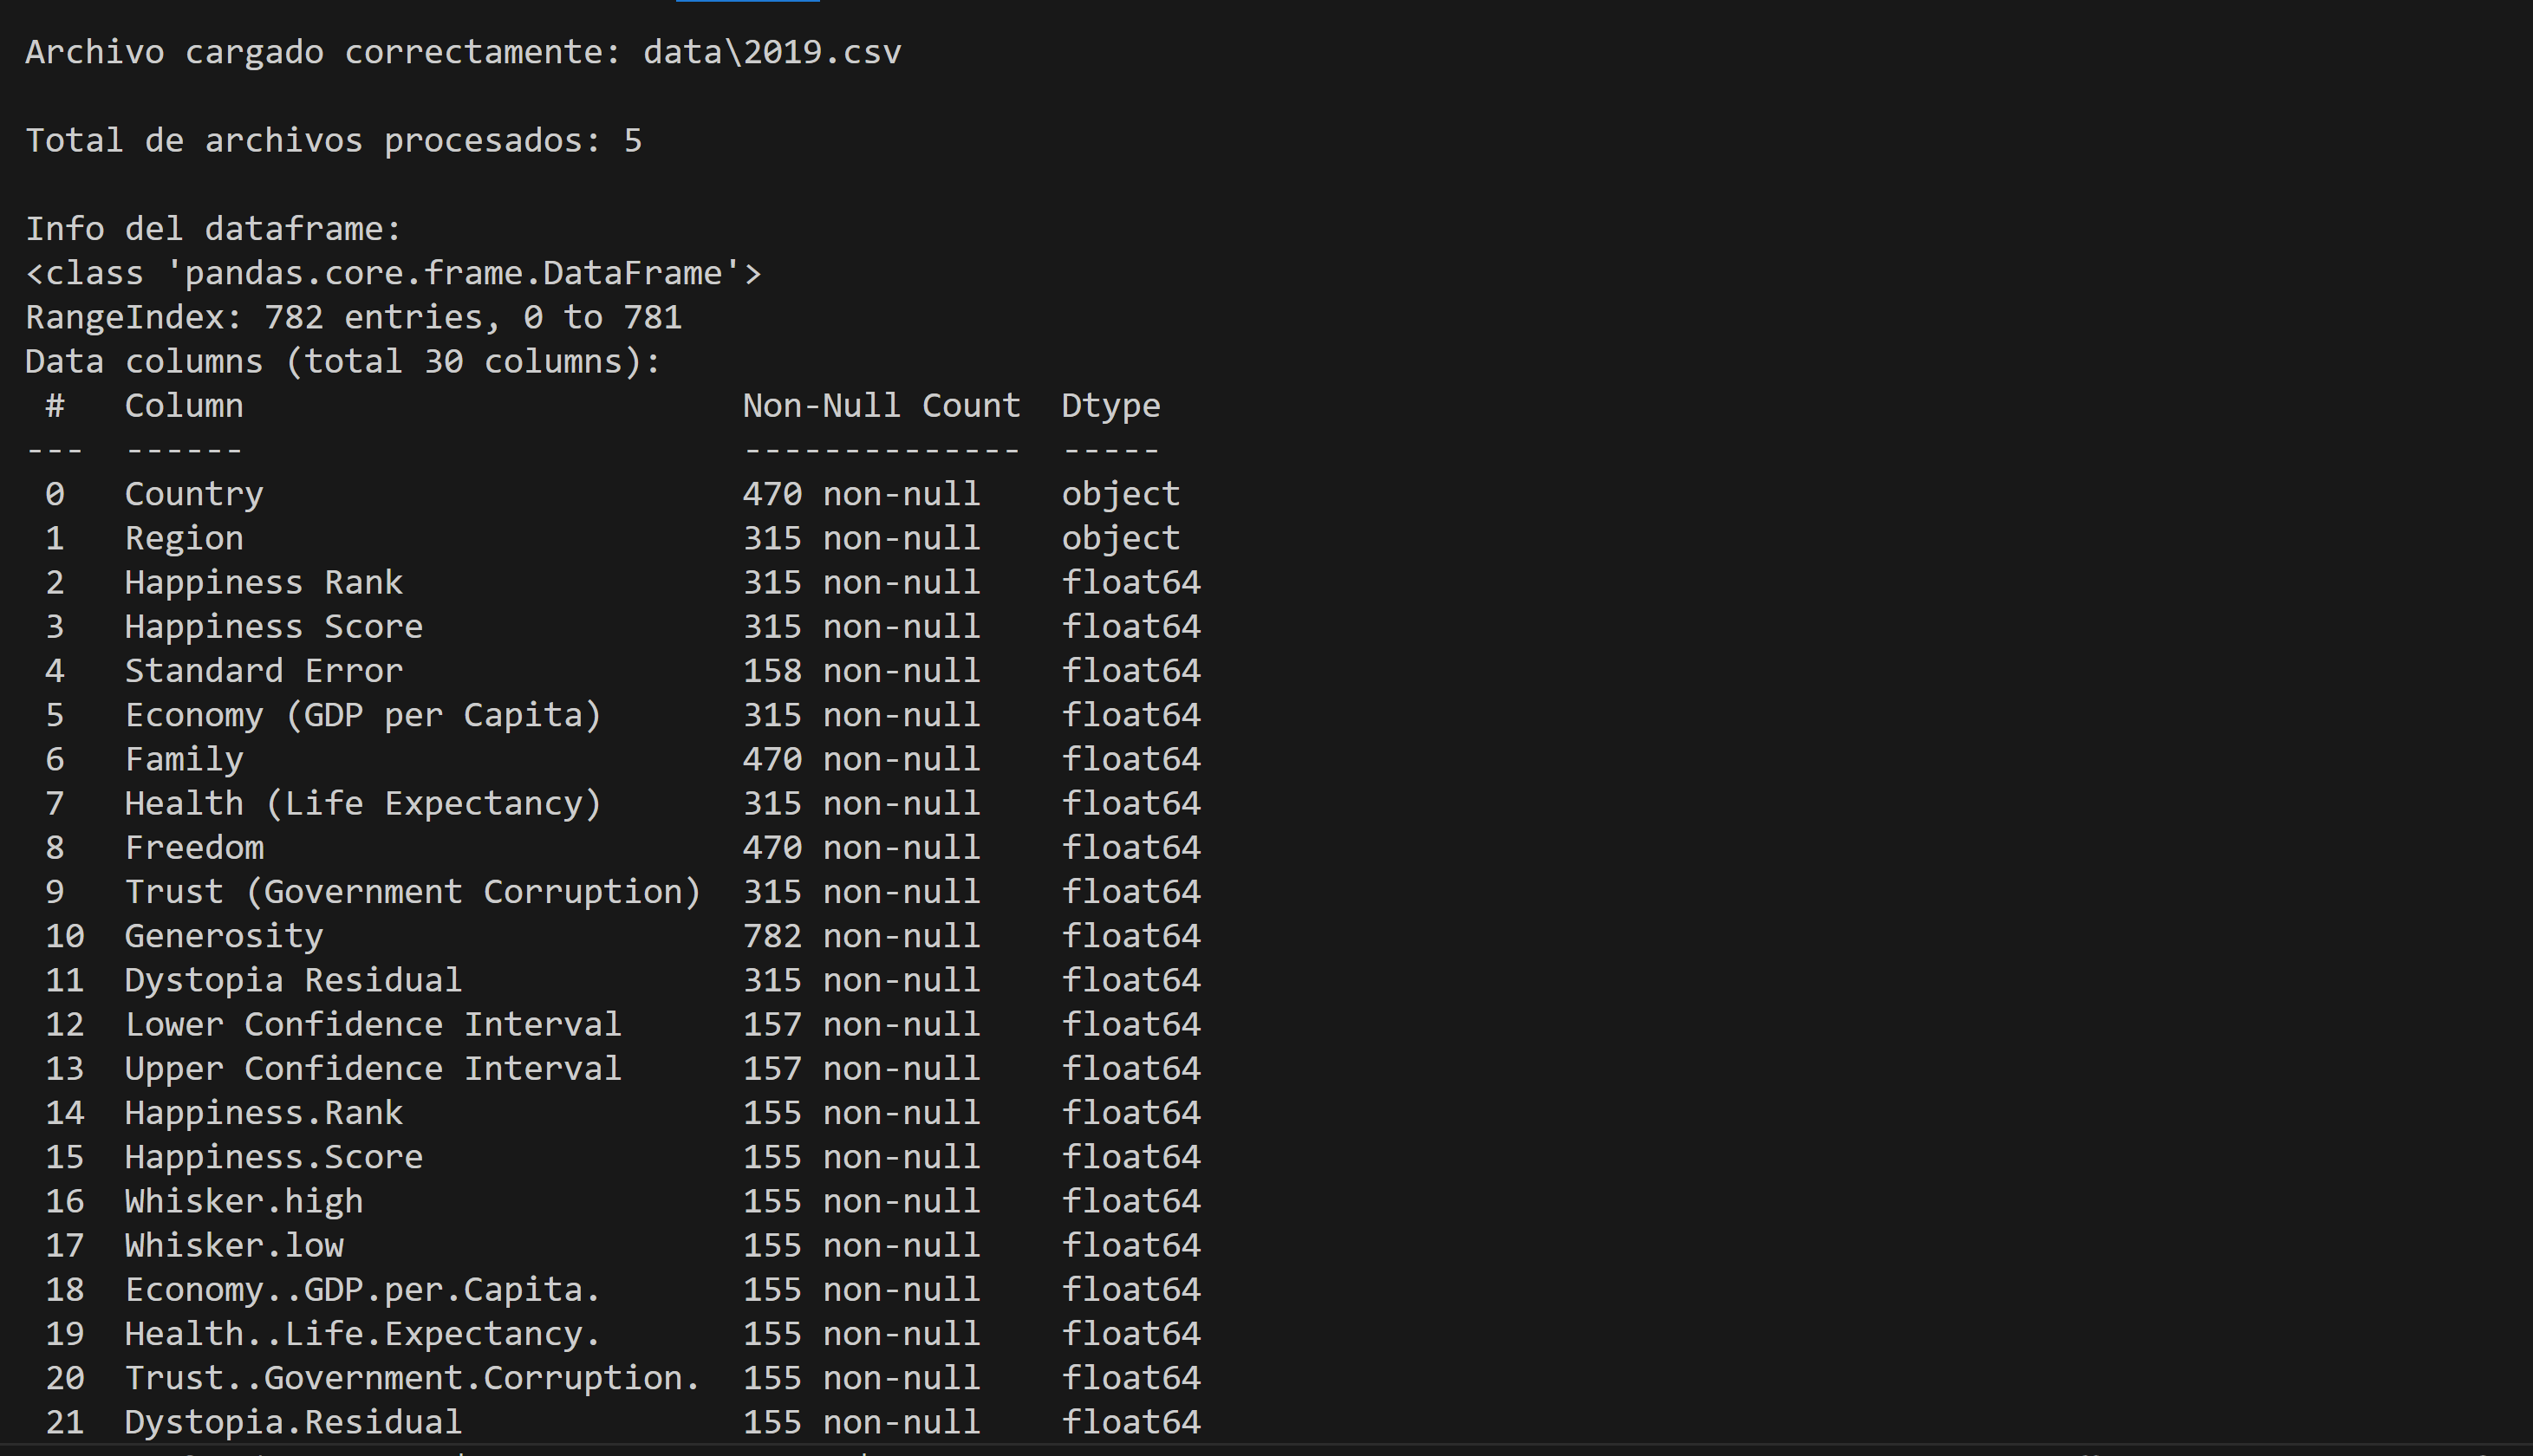 Archivo cargado correctamente: data\2019.csv
Total de archivos procesados: 5
Info del dataframe:
<class 'pandas.core.frame.DataFrame'>
RangeIndex: 782 entries, 0 to 781
Data columns (total 30 columns):
 #   Column                         Non-Null Count  Dtype
---  ------                         --------------  -----
 0   Country                        470 non-null    object
 1   Region                         315 non-null    object
 2   Happiness Rank                 315 non-null    float64
 3   Happiness Score                315 non-null    float64
 4   Standard Error                 158 non-null    float64
 5   Economy (GDP per Capita)       315 non-null    float64
 6   Family                         470 non-null    float64
 7   Health (Life Expectancy)       315 non-null    float64
 8   Freedom                        470 non-null    float64
 9   Trust (Government Corruption)  315 non-null    float64
 10  Generosity                     782 non-null    float64
 11  Dystopia Residual              315 non-null    float64
 12  Lower Confidence Interval      157 non-null    float64
 13  Upper Confidence Interval      157 non-null    float64
 14  Happiness.Rank                 155 non-null    float64
 15  Happiness.Score                155 non-null    float64
 16  Whisker.high                   155 non-null    float64
 17  Whisker.low                    155 non-null    float64
 18  Economy..GDP.per.Capita.       155 non-null    float64
 19  Health..Life.Expectancy.       155 non-null    float64
 20  Trust..Government.Corruption.  155 non-null    float64
 21  Dystopia.Residual              155 non-null    float64